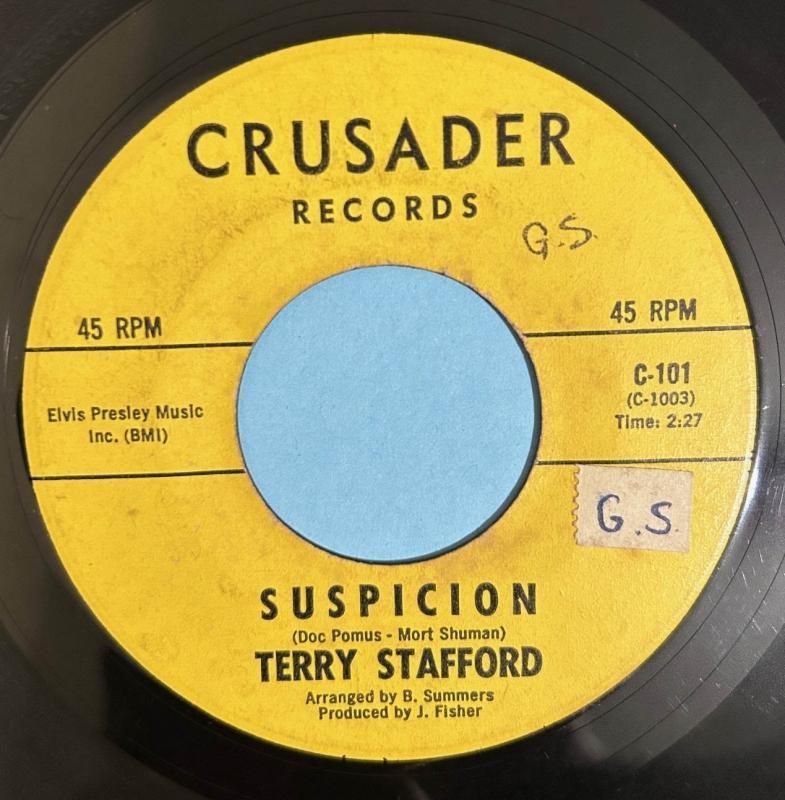 CRUSADER
RECORDS
G.S.
45 RPM
45 RPM
Elvis Presley Music
Inc. (BMI)
C-101
(C-1003)
Time: 2:27
G.S.
SUSPICION
(Doc Pomus - Mort Shuman)
TERRY STAFFORD
Arranged by B. Summers
Produced by J. Fisher